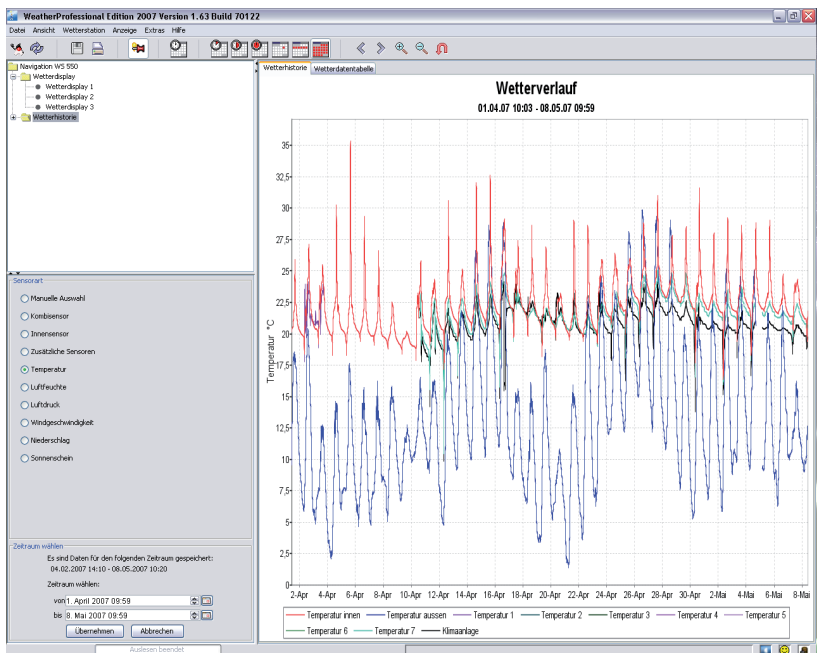 WeatherProfessional Edition 2007 Version 1.63 Build 70122
Datei Ansicht Wetterstation Anzeige Extras Hilfe
Navigation WS 550
Wetterdisplay
Wetterdisplay 1
Wetterdisplay 2
Wetterdisplay 3
Wetterhistorie
Sensorart
Manuelle Auswahl
Kombisensor
Innensensor
Zusätzliche Sensoren
Temperatur
Luftfeuchte
Luftdruck
Windgeschwindigkeit
Niederschlag
Sonnenschein
Zeitraum wählen
Es sind Daten für den folgenden Zeitraum gespeichert:
04.02.2007 14:10 - 08.05.2007 10:20
Zeitraum wählen:
von 1. April 2007 09:59
bis 8. Mai 2007 09:59
Übernehmen Abbrechen
Auslesen beendet
Wetterhistorie Wetterdatentabelle
Wetterverlauf
01.04.07 10:03 - 08.05.07 09:59
Temperatur °C
35
32,5
30
27,5
25
22,5
20
17,5
15
12,5
10
7,5
5
2,5
0
2-Apr 4-Apr 6-Apr 8-Apr 10-Apr 12-Apr 14-Apr 16-Apr 18-Apr 20-Apr 22-Apr 24-Apr 26-Apr 28-Apr 30-Apr 2-Mai 4-Mai 6-Mai 8-Mai
Temperatur innen Temperatur aussen Temperatur 1 Temperatur 2 Temperatur 3 Temperatur 4 Temperatur 5
Temperatur 6 Temperatur 7 Klimaanlage